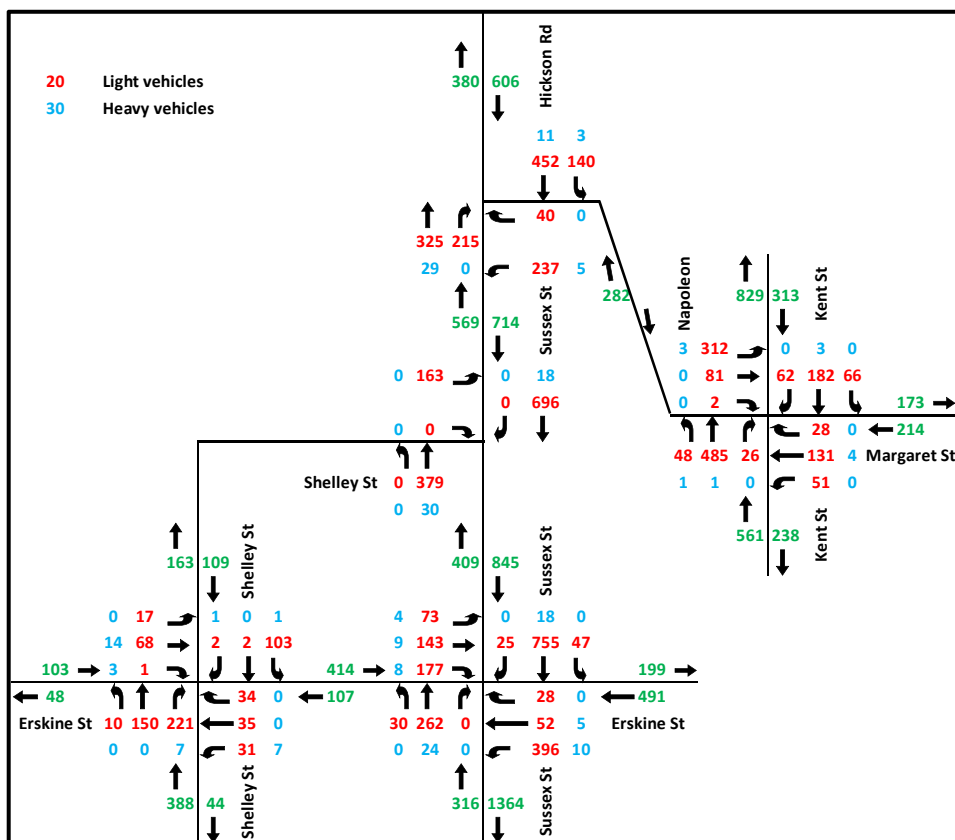 Hickson Rd
380 606
20 Light vehicles
30 Heavy vehicles
11 3
452 140
40 0
325 215
29 0 237 5
Sussex St
282
Napoleon
829 313
Kent St
569 714
3 312 0 3 0
0 163 0 18
0 81 62 182 66
0 696
0 2
173
0 0
28 0 214
48 485 26 131 4 Margaret St
Shelley St 0 379
1 1 0 51 0
0 30
561 238
Kent St
163 109
Shelley St
409 845
Sussex St
0 17 1 0 1 4 73 0 18 0
14 68 2 2 103 9 143 25 755 47
103 3 1 414 8 177 199
48 34 0 107 28 0 491
Erskine St 10 150 221 35 0 30 262 0 52 5 Erskine St
0 0 7 31 7 0 24 0 396 10
388 44
Shelley St
316 1364
Sussex St